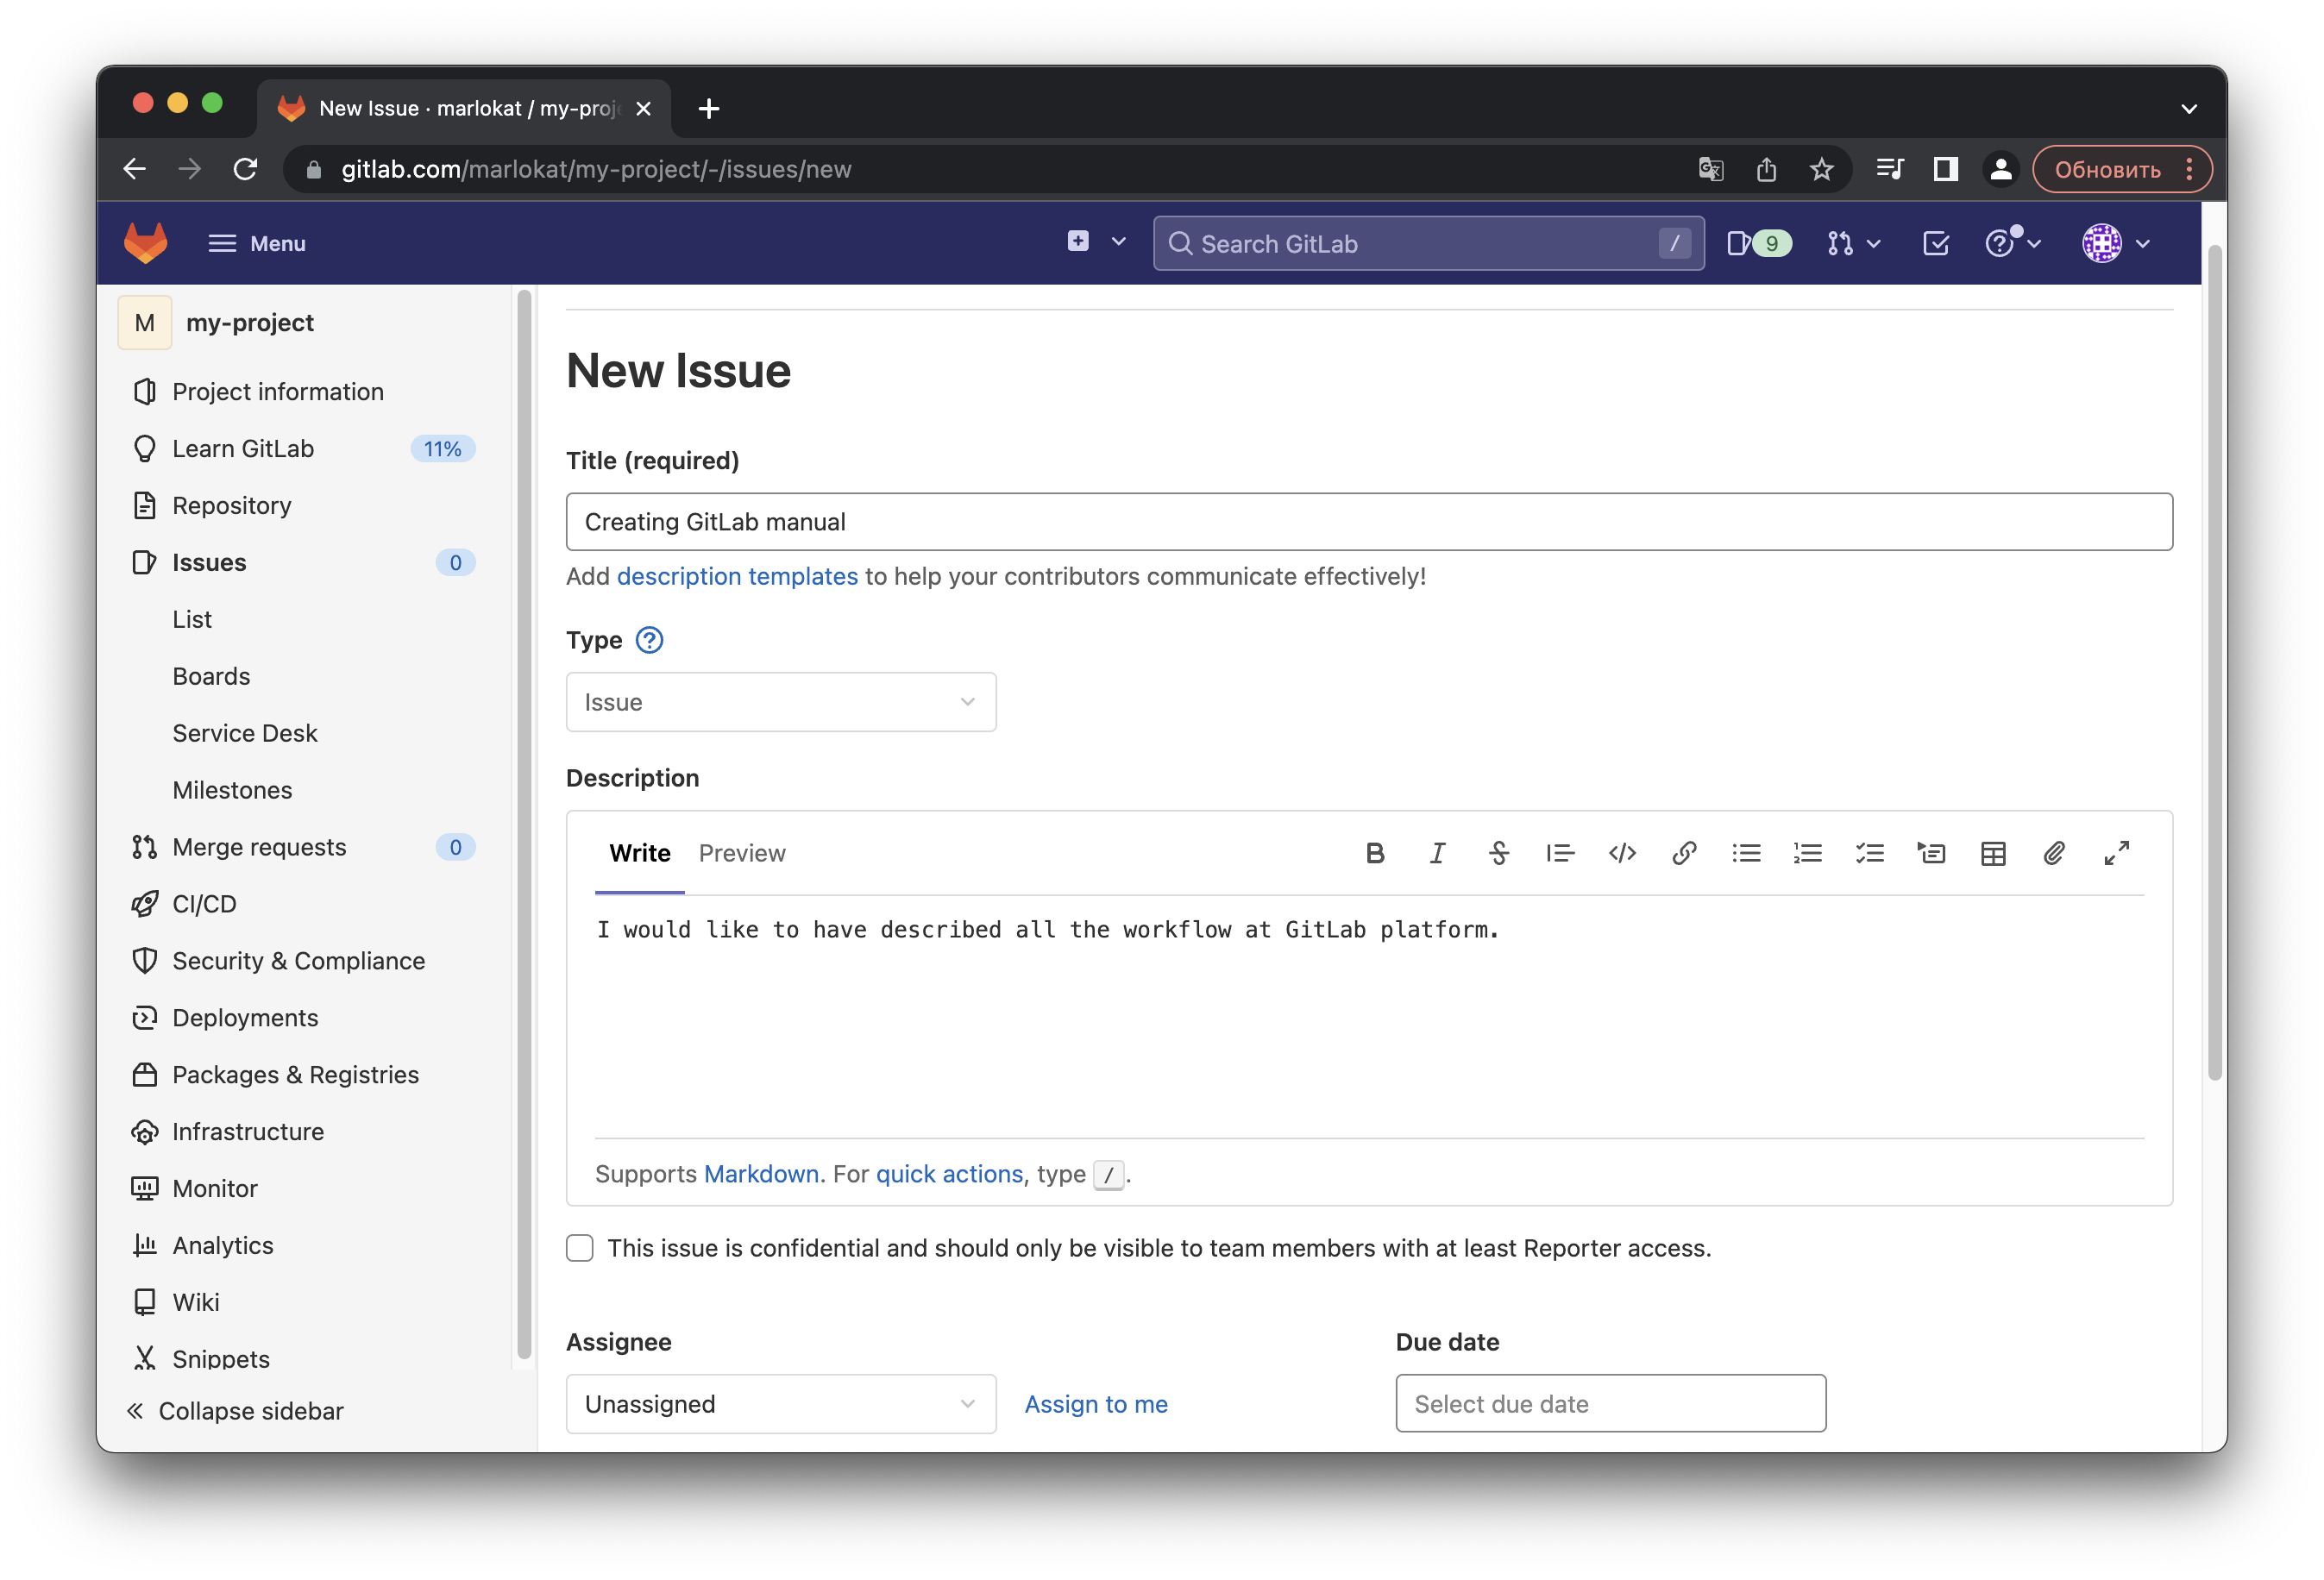 New Issue · marlokat / my-proj
gitlab.com/marlokat/my-project/-/issues/new
Обновить
Menu
Search GitLab
/
9
M
my-project
Project information
Learn GitLab
11%
Repository
Issues
0
List
Boards
Service Desk
Milestones
Merge requests
0
CI/CD
Security & Compliance
Deployments
Packages & Registries
Infrastructure
Monitor
Analytics
Wiki
Snippets
Collapse sidebar
New Issue
Title (required)
Creating GitLab manual
Add description templates to help your contributors communicate effectively!
Type
Issue
Description
Write
Preview
I would like to have described all the workflow at GitLab platform.
Supports Markdown. For quick actions, type /.
This issue is confidential and should only be visible to team members with at least Reporter access.
Assignee
Unassigned
Assign to me
Due date
Select due date